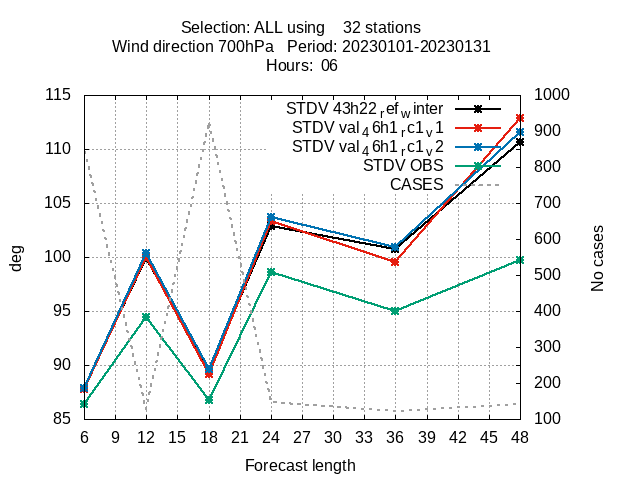 Selection: ALL using    32 stations
Wind direction 700hPa   Period: 20230101-20230131
Hours:  06
115
110
105
100
95
90
85
deg
1000
900
800
700
600
500
400
300
200
100
No cases
STDV 43h22_ref_winter
STDV val_46h1_rc1_v1
STDV val_46h1_rc1_v2
STDV OBS
CASES
6 9 12 15 18 21 24 27 30 33 36 39 42 45 48
Forecast length